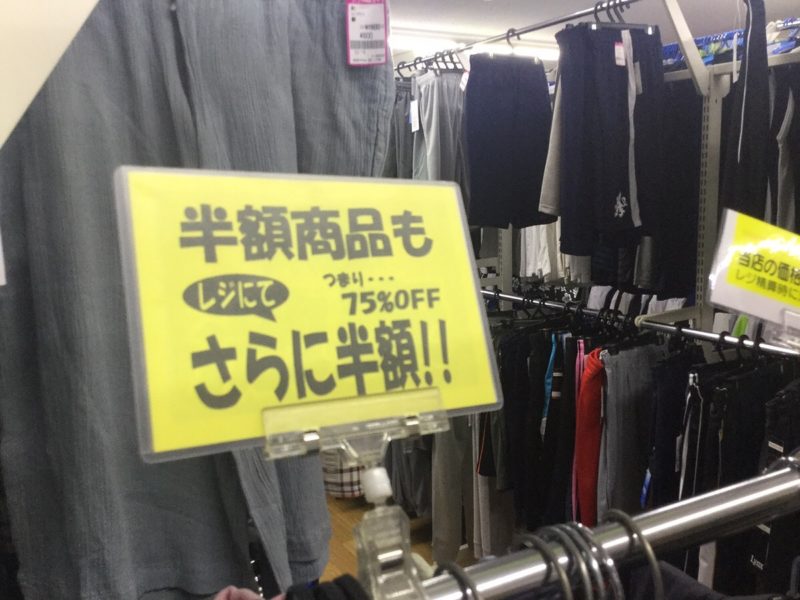 半額商品も
レジにて
つまり・・・
75%OFF
さらに半額!!
当店の価格
レジ精算時に